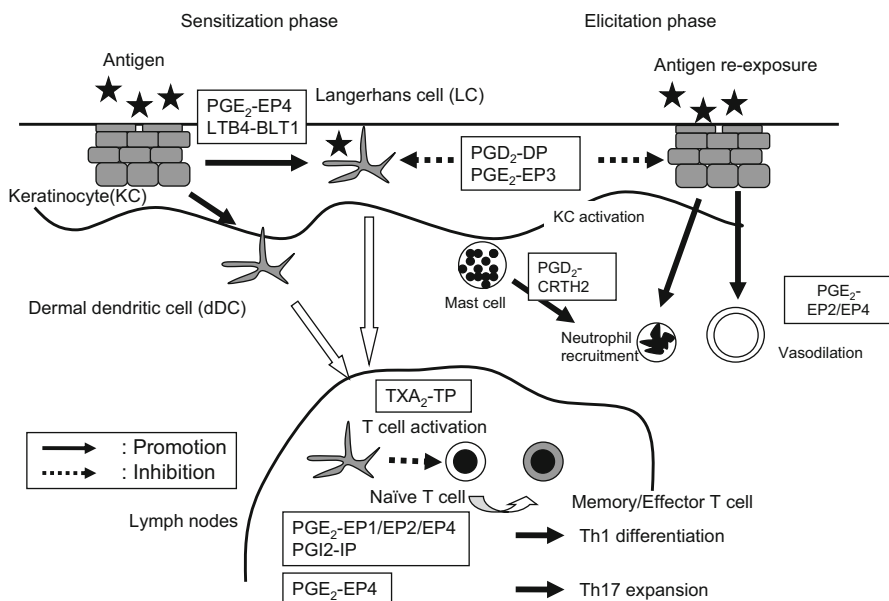 Sensitization phase
Elicitation phase
Antigen
Antigen re-exposure
PGE₂-EP4
LTB4-BLT1
Langerhans cell (LC)
PGD₂-DP
PGE₂-EP3
Keratinocyte(KC)
KC activation
PGD₂-
CRTH2
Mast cell
PGE₂-
EP2/EP4
Dermal dendritic cell (dDC)
Neutrophil
recruitment
Vasodilation
TXA₂-TP
T cell activation
: Promotion
: Inhibition
Naïve T cell
Memory/Effector T cell
Lymph nodes
PGE₂-EP1/EP2/EP4
PGI2-IP
Th1 differentiation
PGE₂-EP4
Th17 expansion